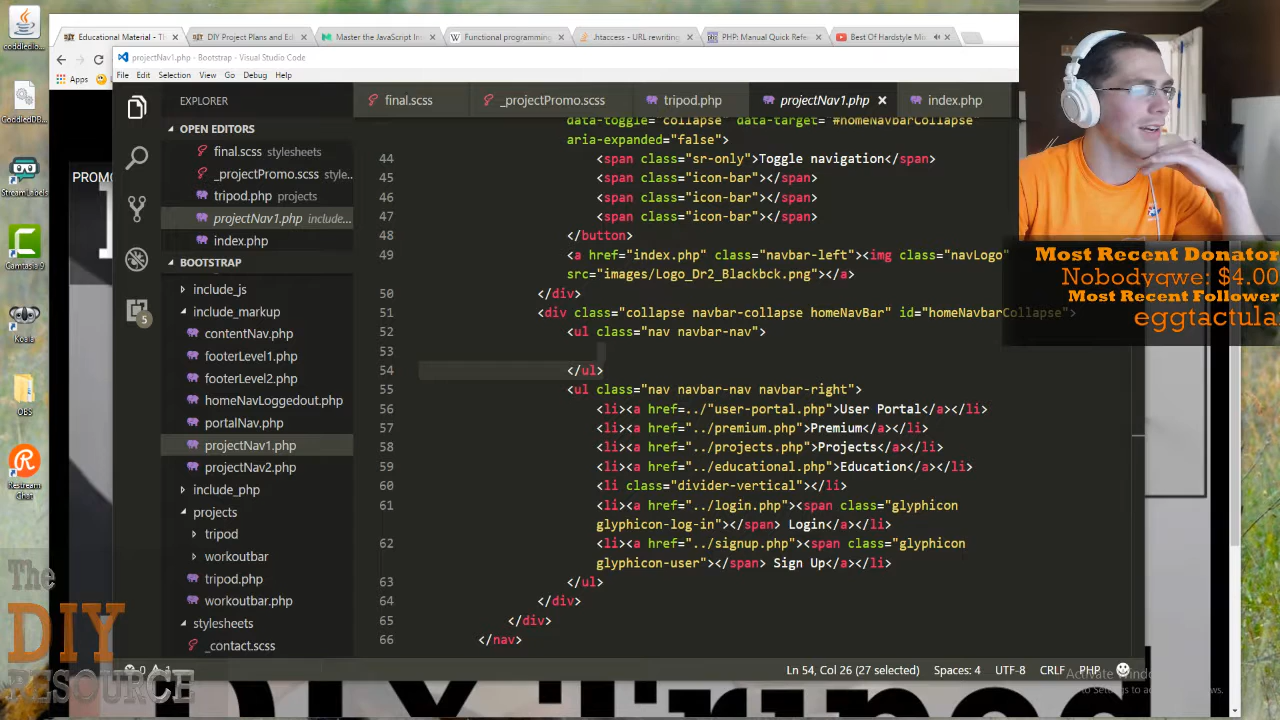 Educational Material - T
DIY Project Plans and E
Master the JavaScript In
Functional programming
.htaccess - URL rewriting
PHP: Manual Quick Refe
Best Of Hardstyle Mi
Apps
projectNav1.php - Bootstrap - Visual Studio Code
File Edit Selection View Go Debug Help
EXPLORER
OPEN EDITORS
final.scss stylesheets
_projectPromo.scss style...
tripod.php projects
projectNav1.php include...
index.php
BOOTSTRAP
include_js
include_markup
contentNav.php
footerLevel1.php
footerLevel2.php
homeNavLoggedout.php
portalNav.php
projectNav1.php
projectNav2.php
include_php
projects
tripod
workoutbar
tripod.php
workoutbar.php
stylesheets
_contact.scss
final.scss
_projectPromo.scss
tripod.php
projectNav1.php
index.php
data-toggle="collapse" data-target="#homeNavbarCollapse"
aria-expanded="false">
44 <span class="sr-only">Toggle navigation</span>
45 <span class="icon-bar"></span>
46 <span class="icon-bar"></span>
47 <span class="icon-bar"></span>
48 </button>
49 <a href="index.php" class="navbar-left"><img class="navLogo"
src="images/Logo_Dr2_Blackbck.png"></a>
50 </div>
51 <div class="collapse navbar-collapse homeNavBar" id="homeNavbarCollapse">
52 <ul class="nav navbar-nav">
53
54 </ul>
55 <ul class="nav navbar-nav navbar-right">
56 <li><a href=../"user-portal.php">User Portal</a></li>
57 <li><a href="../premium.php">Premium</a></li>
58 <li><a href="../projects.php">Projects</a></li>
59 <li><a href="../educational.php">Education</a></li>
60 <li class="divider-vertical"></li>
61 <li><a href="../login.php"><span class="glyphicon
glyphicon-log-in"></span> Login</a></li>
62 <li><a href="../signup.php"><span class="glyphicon
glyphicon-user"></span> Sign Up</a></li>
63 </ul>
64 </div>
65 </div>
66 </nav>
0 1
Ln 54, Col 26 (27 selected) Spaces: 4 UTF-8 CRLF PHP
5
Most Recent Donator
Nobodyqwe: $4.00
Most Recent Follower
eggtactula
StreamLabels
Camtasia 9
Koala
OBS
Restream
Chat
PROMO
The
DIY
RESOURCE
DIY Tripod